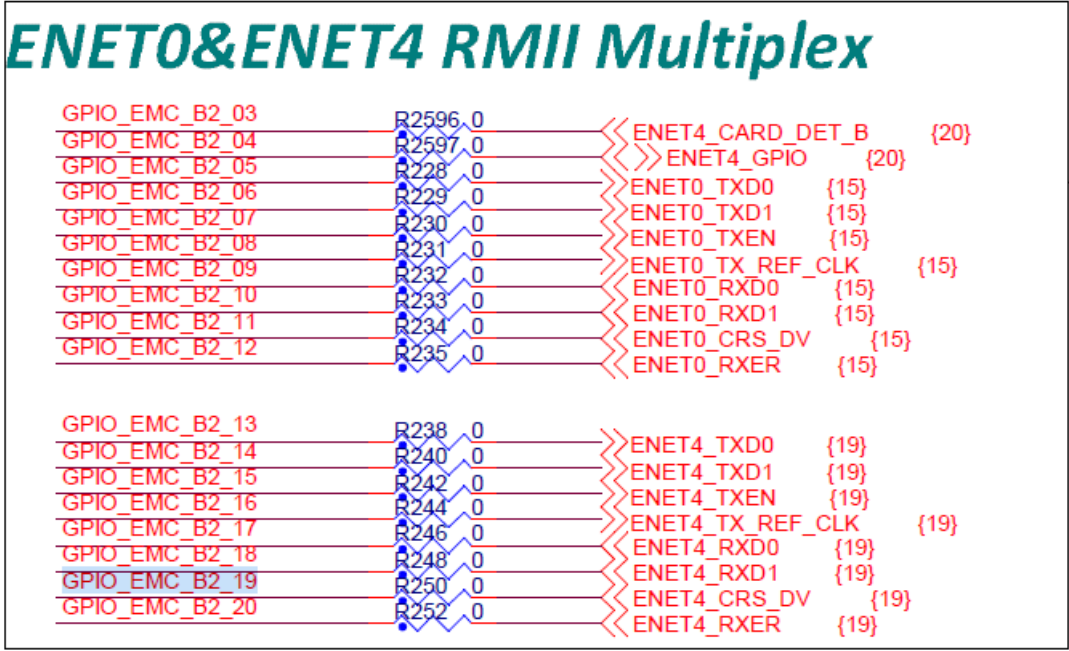 ENET0&ENET4 RMII Multiplex
GPIO_EMC_B2_03 R2596 0 ENET4_CARD_DET_B {20}
GPIO_EMC_B2_04 R2597 0 ENET4_GPIO {20}
GPIO_EMC_B2_05 R228 0 ENET0_TXD0 {15}
GPIO_EMC_B2_06 R229 0 ENET0_TXD1 {15}
GPIO_EMC_B2_07 R230 0 ENET0_TXEN {15}
GPIO_EMC_B2_08 R231 0 ENET0_TX_REF_CLK {15}
GPIO_EMC_B2_09 R232 0 ENET0_RXD0 {15}
GPIO_EMC_B2_10 R233 0 ENET0_RXD1 {15}
GPIO_EMC_B2_11 R234 0 ENET0_CRS_DV {15}
GPIO_EMC_B2_12 R235 0 ENET0_RXER {15}
GPIO_EMC_B2_13 R238 0 ENET4_TXD0 {19}
GPIO_EMC_B2_14 R240 0 ENET4_TXD1 {19}
GPIO_EMC_B2_15 R242 0 ENET4_TXEN {19}
GPIO_EMC_B2_16 R244 0 ENET4_TX_REF_CLK {19}
GPIO_EMC_B2_17 R246 0 ENET4_RXD0 {19}
GPIO_EMC_B2_18 R248 0 ENET4_RXD1 {19}
GPIO_EMC_B2_19 R250 0 ENET4_CRS_DV {19}
GPIO_EMC_B2_20 R252 0 ENET4_RXER {19}